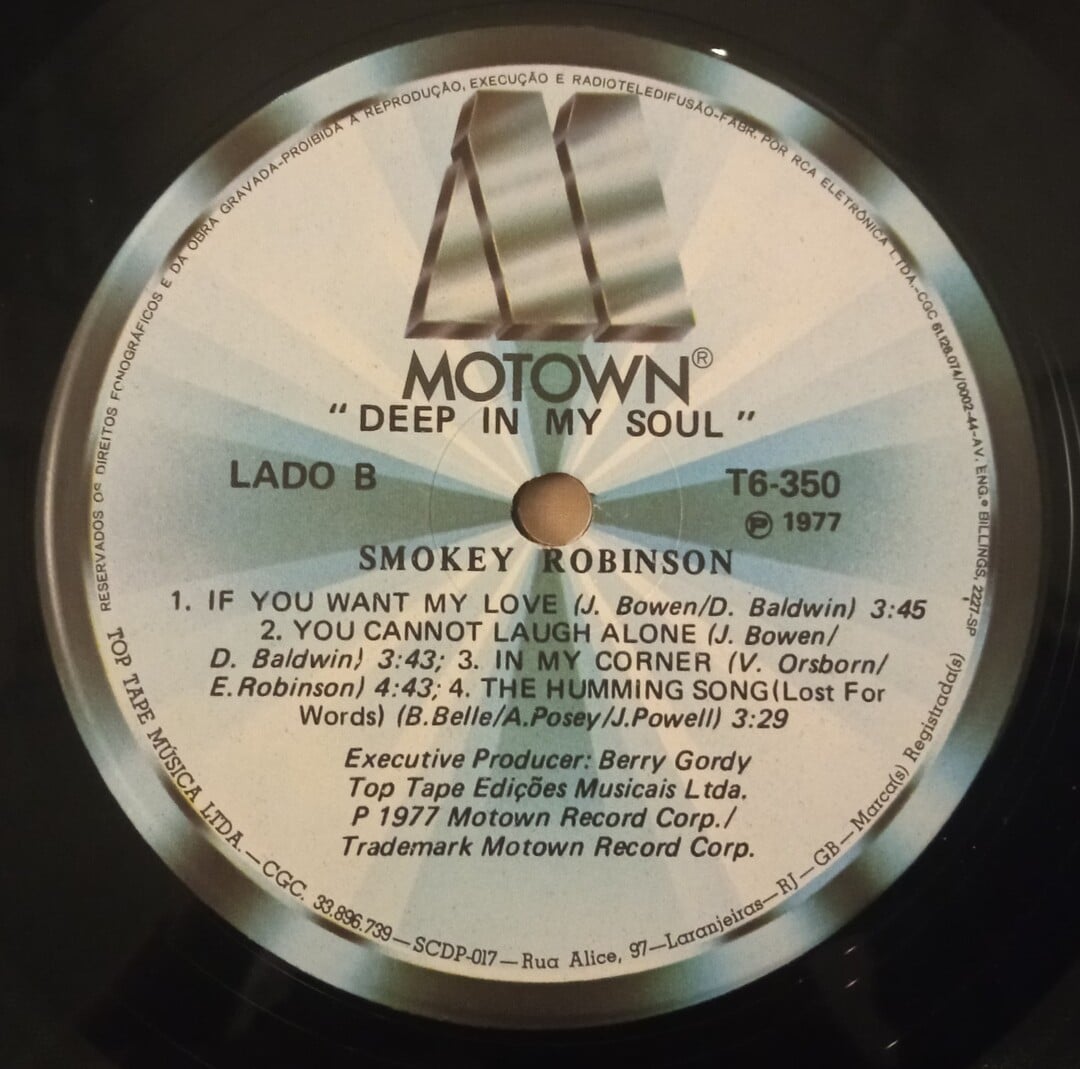 RESERVADOS OS DIREITOS FONOGRÁFICOS E DA OBRA GRAVADA-PROIBIDA A REPRODUÇÃO, EXECUÇÃO E RADIOTELEDIFUSÃO-FABR. POR RCA ELETRÔNICA LTDA.-CGC 61.126.074/0002-44-AV. ENG.º BILLINGS, 2227-SP
MOTOWN®
"DEEP IN MY SOUL"
LADO B
T6-350
℗ 1977
SMOKEY ROBINSON
1. IF YOU WANT MY LOVE (J. Bowen/D. Baldwin) 3:45
2. YOU CANNOT LAUGH ALONE (J. Bowen/
D. Baldwin) 3:43; 3. IN MY CORNER (V. Orsborn/
E. Robinson) 4:43; 4. THE HUMMING SONG(Lost For
Words) (B.Belle/A.Posey/J.Powell) 3:29
Executive Producer: Berry Gordy
Top Tape Edições Musicais Ltda.
P 1977 Motown Record Corp./
Trademark Motown Record Corp.
TOP TAPE MÚSICA LTDA.—CGC. 33.896.739—SCDP-017—Rua Alice, 97—Laranjeiras—RJ—GB—Marca(s) Registrada(s)